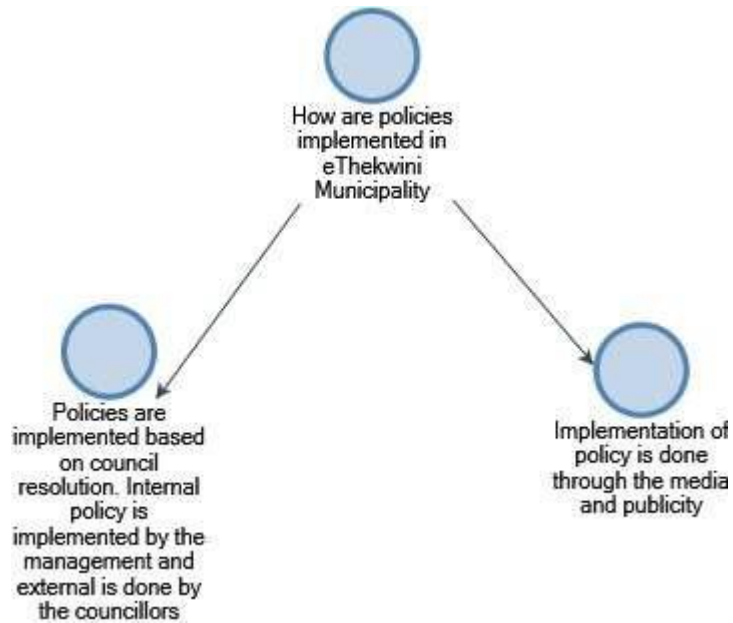 How are policies
implemented in
eThekwini
Municipality
Policies are
implemented based
on council
resolution. Internal
policy is
implemented by the
management and
external is done by
the councillors
Implementation of
policy is done
through the media
and publicity